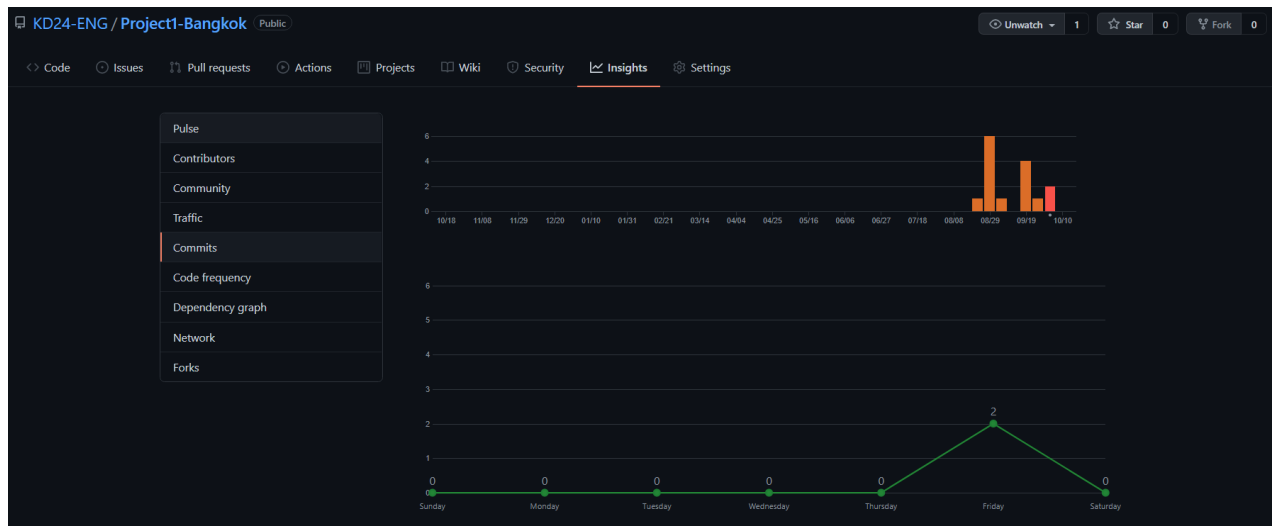 KD24-ENG / Project1-Bangkok Public Unwatch 1 Star 0 Fork 0
Code Issues Pull requests Actions Projects Wiki Security Insights Settings
Pulse
Contributors
Community
Traffic
Commits
Code frequency
Dependency graph
Network
Forks
6
4
2
0
10/18 11/08 11/29 12/20 01/10 01/31 02/21 03/14 04/04 04/25 05/16 06/06 06/27 07/18 08/08 08/29 09/19 10/10
6
5
4
3
2
1
0
0 0 0 0 0 2 0
Sunday Monday Tuesday Wednesday Thursday Friday Saturday